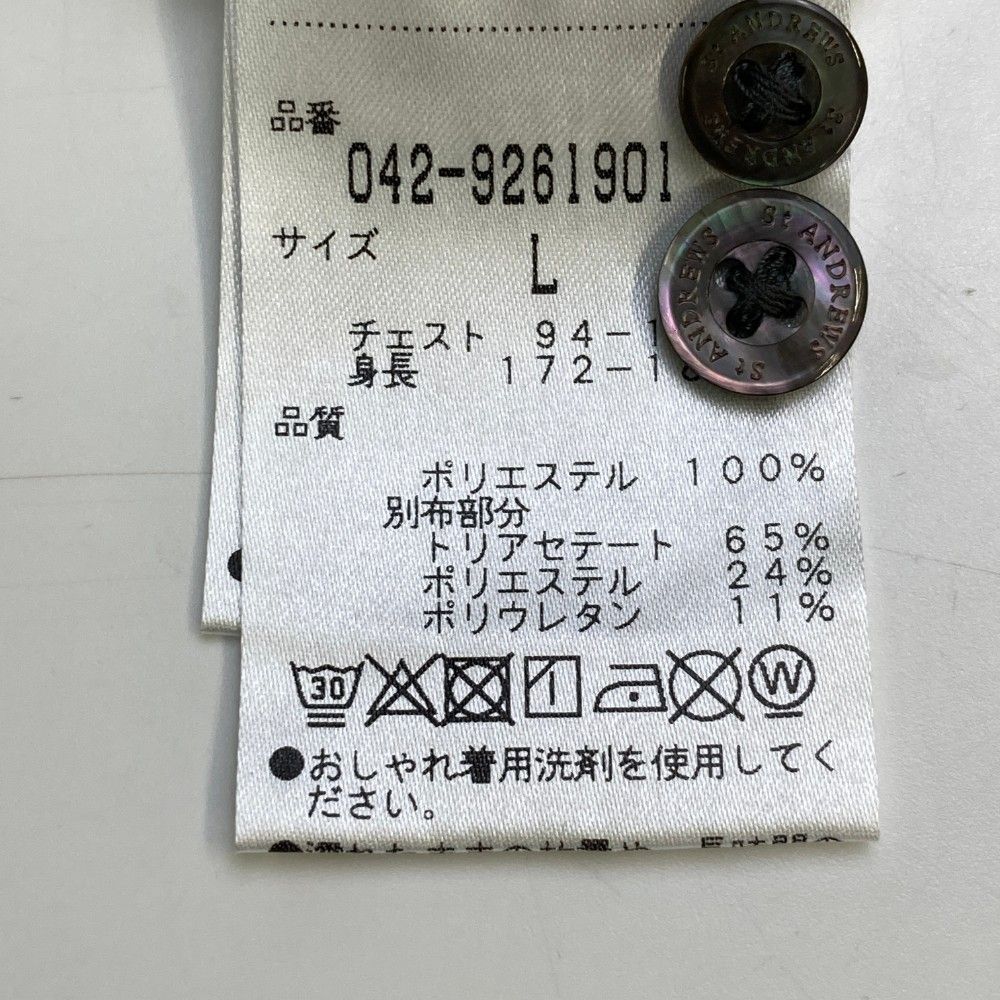 品番
042-9261901
サイズ
L
チェスト 94-1
身長 172-18
品質
ポリエステル 100%
別布部分
トリアセテート 65%
ポリエステル 24%
ポリウレタン 11%
30
W
●おしゃれ着用洗剤を使用してく
ださい。
St ANDREWS St ANDREWS
St ANDREWS St ANDREWS